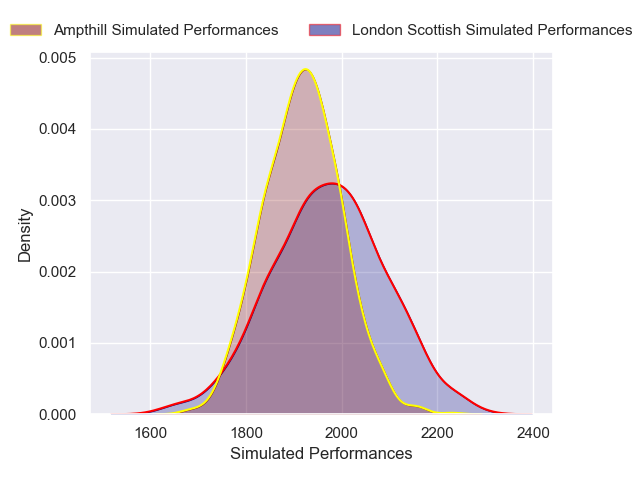 Ampthill Simulated Performances London Scottish Simulated Performances
0.005
0.004
0.003
0.002
0.001
0.000
Density
1600 1800 2000 2200 2400
Simulated Performances